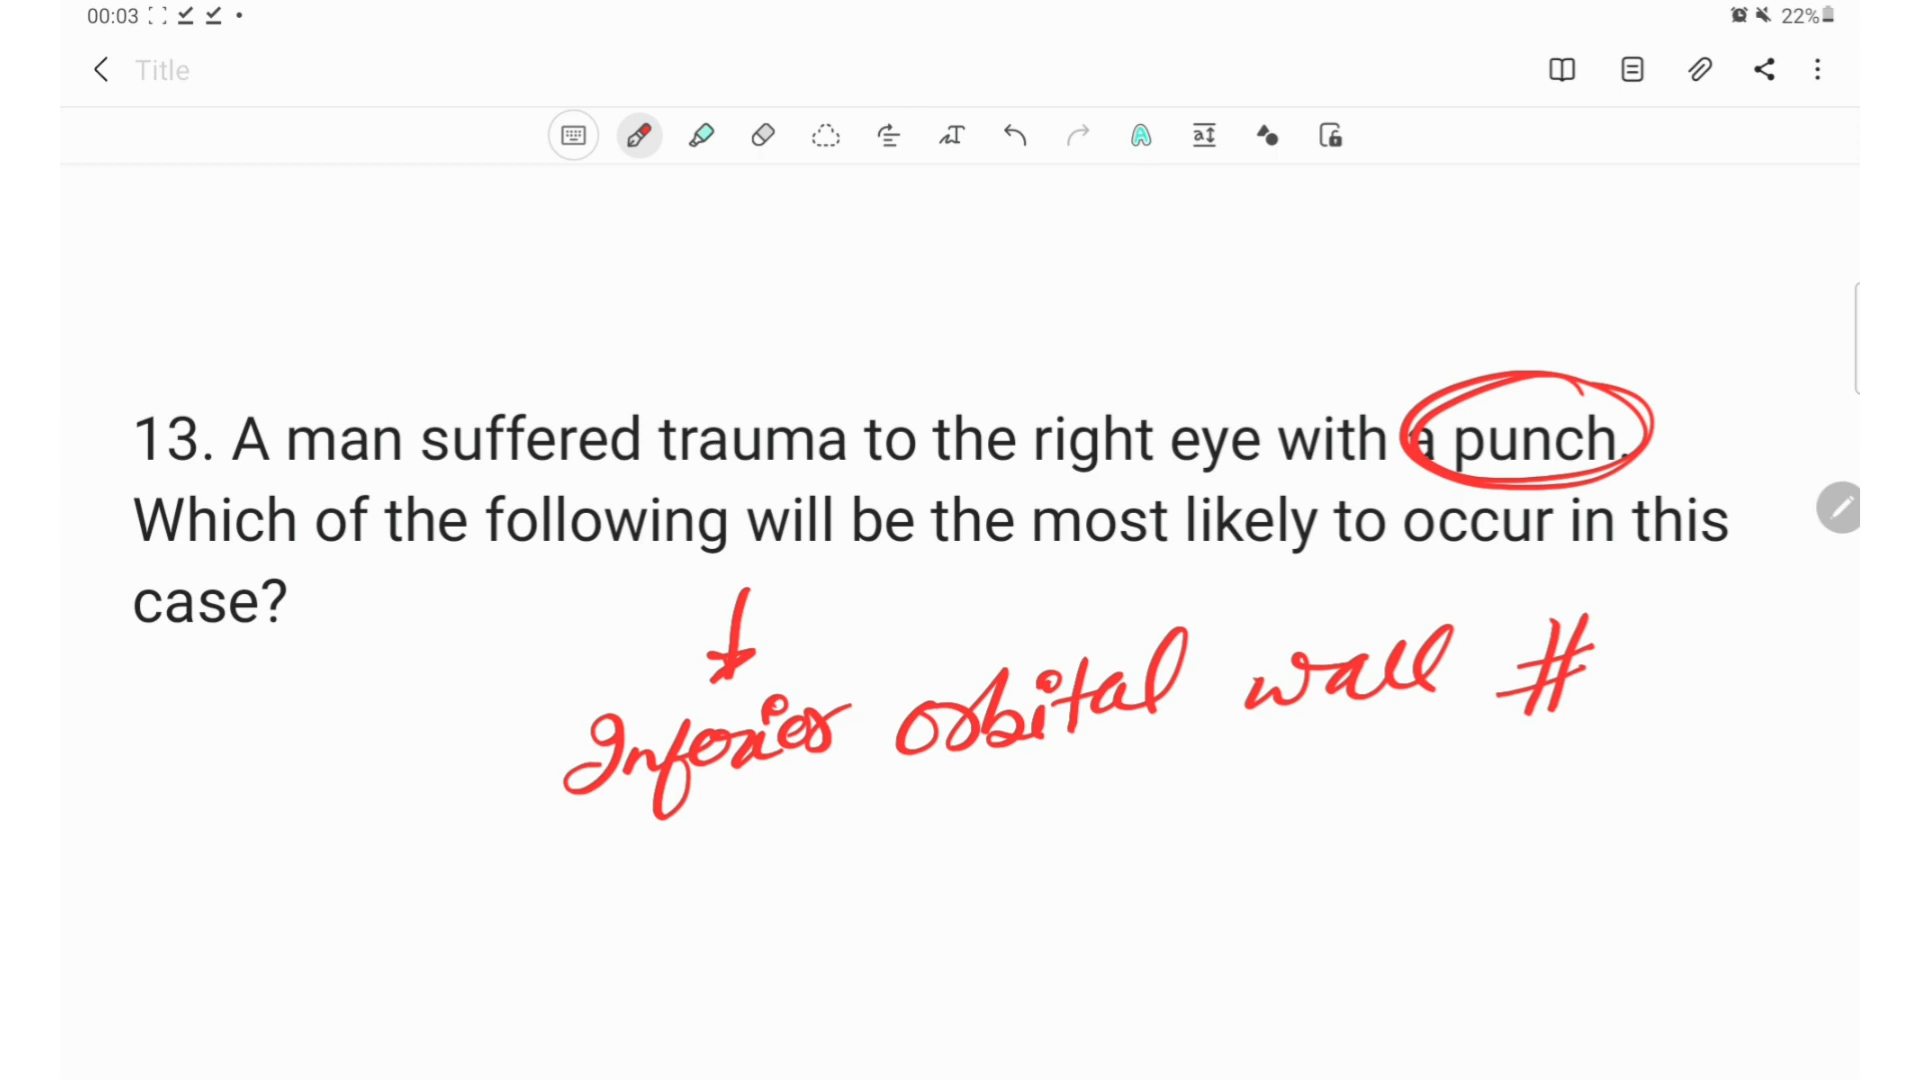 00:03
22%
Title
13. A man suffered trauma to the right eye with a punch.
Which of the following will be the most likely to occur in this
case?
Inferior orbital wall #